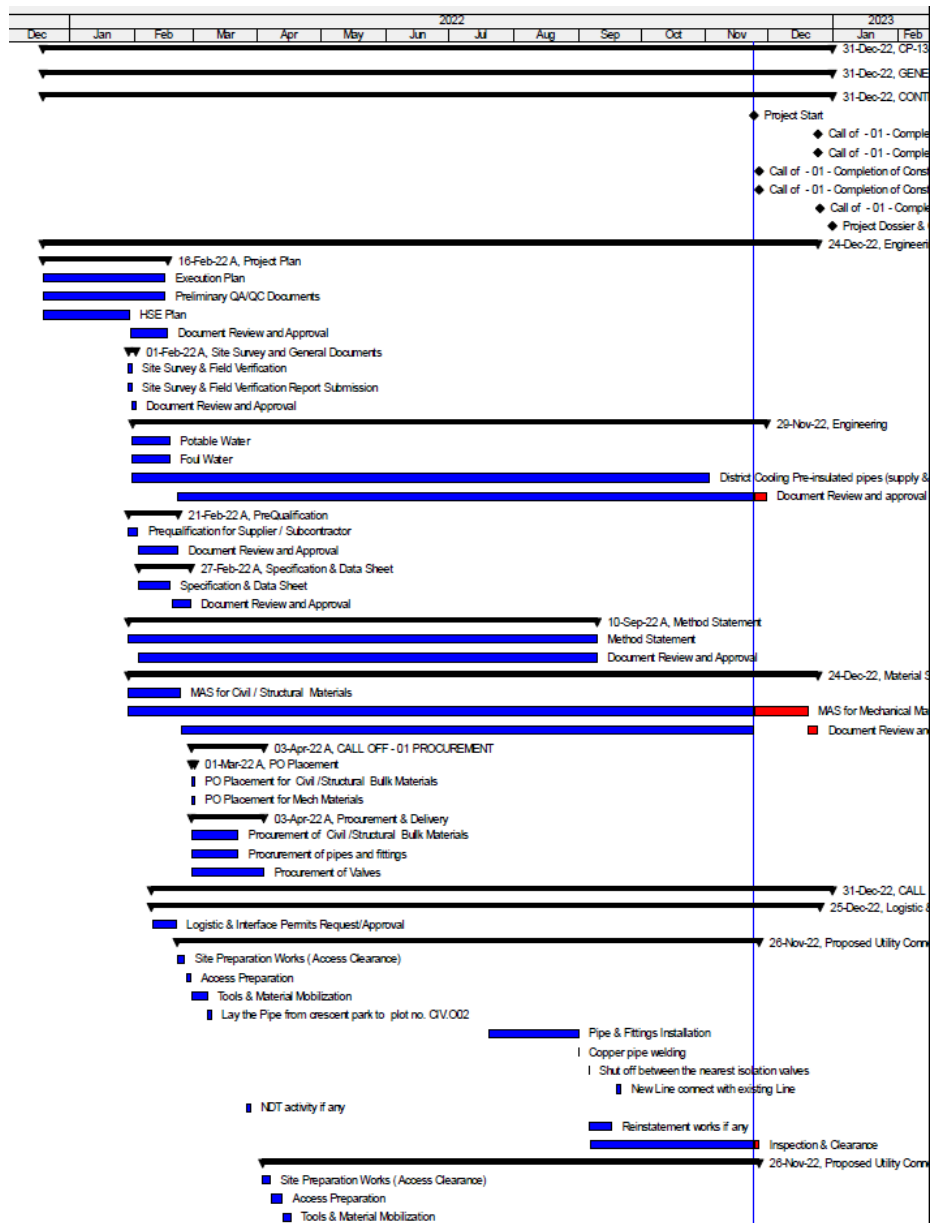 2022 2023
Dec Jan Feb Mar Apr May Jun Jul Aug Sep Oct Nov Dec Jan Feb
31-Dec-22, CP-13
31-Dec-22, GENE
31-Dec-22, CONT
Project Start
Call of - 01 - Comple
Call of - 01 - Comple
Call of - 01 - Completion of Const
Call of - 01 - Completion of Const
Call of - 01 - Comple
Project Dossier &
24-Dec-22, Engineeri
16-Feb-22 A, Project Plan
Execution Plan
Preliminary QA/QC Documents
HSE Plan
Document Review and Approval
01-Feb-22 A, Site Survey and General Documents
Site Survey & Field Verification
Site Survey & Field Verification Report Submission
Document Review and Approval
29-Nov-22, Engineering
Potable Water
Foul Water
District Cooling Pre-insulated pipes (supply &
Document Review and approval
21-Feb-22 A, PreQualification
Prequalification for Supplier / Subcontractor
Document Review and Approval
27-Feb-22 A, Specification & Data Sheet
Specification & Data Sheet
Document Review and Approval
10-Sep-22 A, Method Statement
Method Statement
Document Review and Approval
24-Dec-22, Material S
MAS for Civil / Structural Materials
MAS for Mechanical Ma
Document Review an
03-Apr-22 A, CALL OFF - 01 PROCUREMENT
01-Mar-22 A, PO Placement
PO Placement for Civil /Structural Bulk Materials
PO Placement for Mech Materials
03-Apr-22 A, Procurement & Delivery
Procurement of Civil /Structural Bulk Materials
Procrurement of pipes and fittings
Procurement of Valves
31-Dec-22, CALL
25-Dec-22, Logistic &
Logistic & Interface Permits Request/Approval
26-Nov-22, Proposed Utility Conn
Site Preparation Works (Access Clearance)
Access Preparation
Tools & Material Mobilization
Lay the Pipe from crescent park to plot no. CIV.O02
Pipe & Fittings Installation
Copper pipe welding
Shut off between the nearest isolation valves
New Line connect with existing Line
NDT activity if any
Reinstatement works if any
Inspection & Clearance
26-Nov-22, Proposed Utility Conn
Site Preparation Works (Access Clearance)
Access Preparation
Tools & Material Mobilization